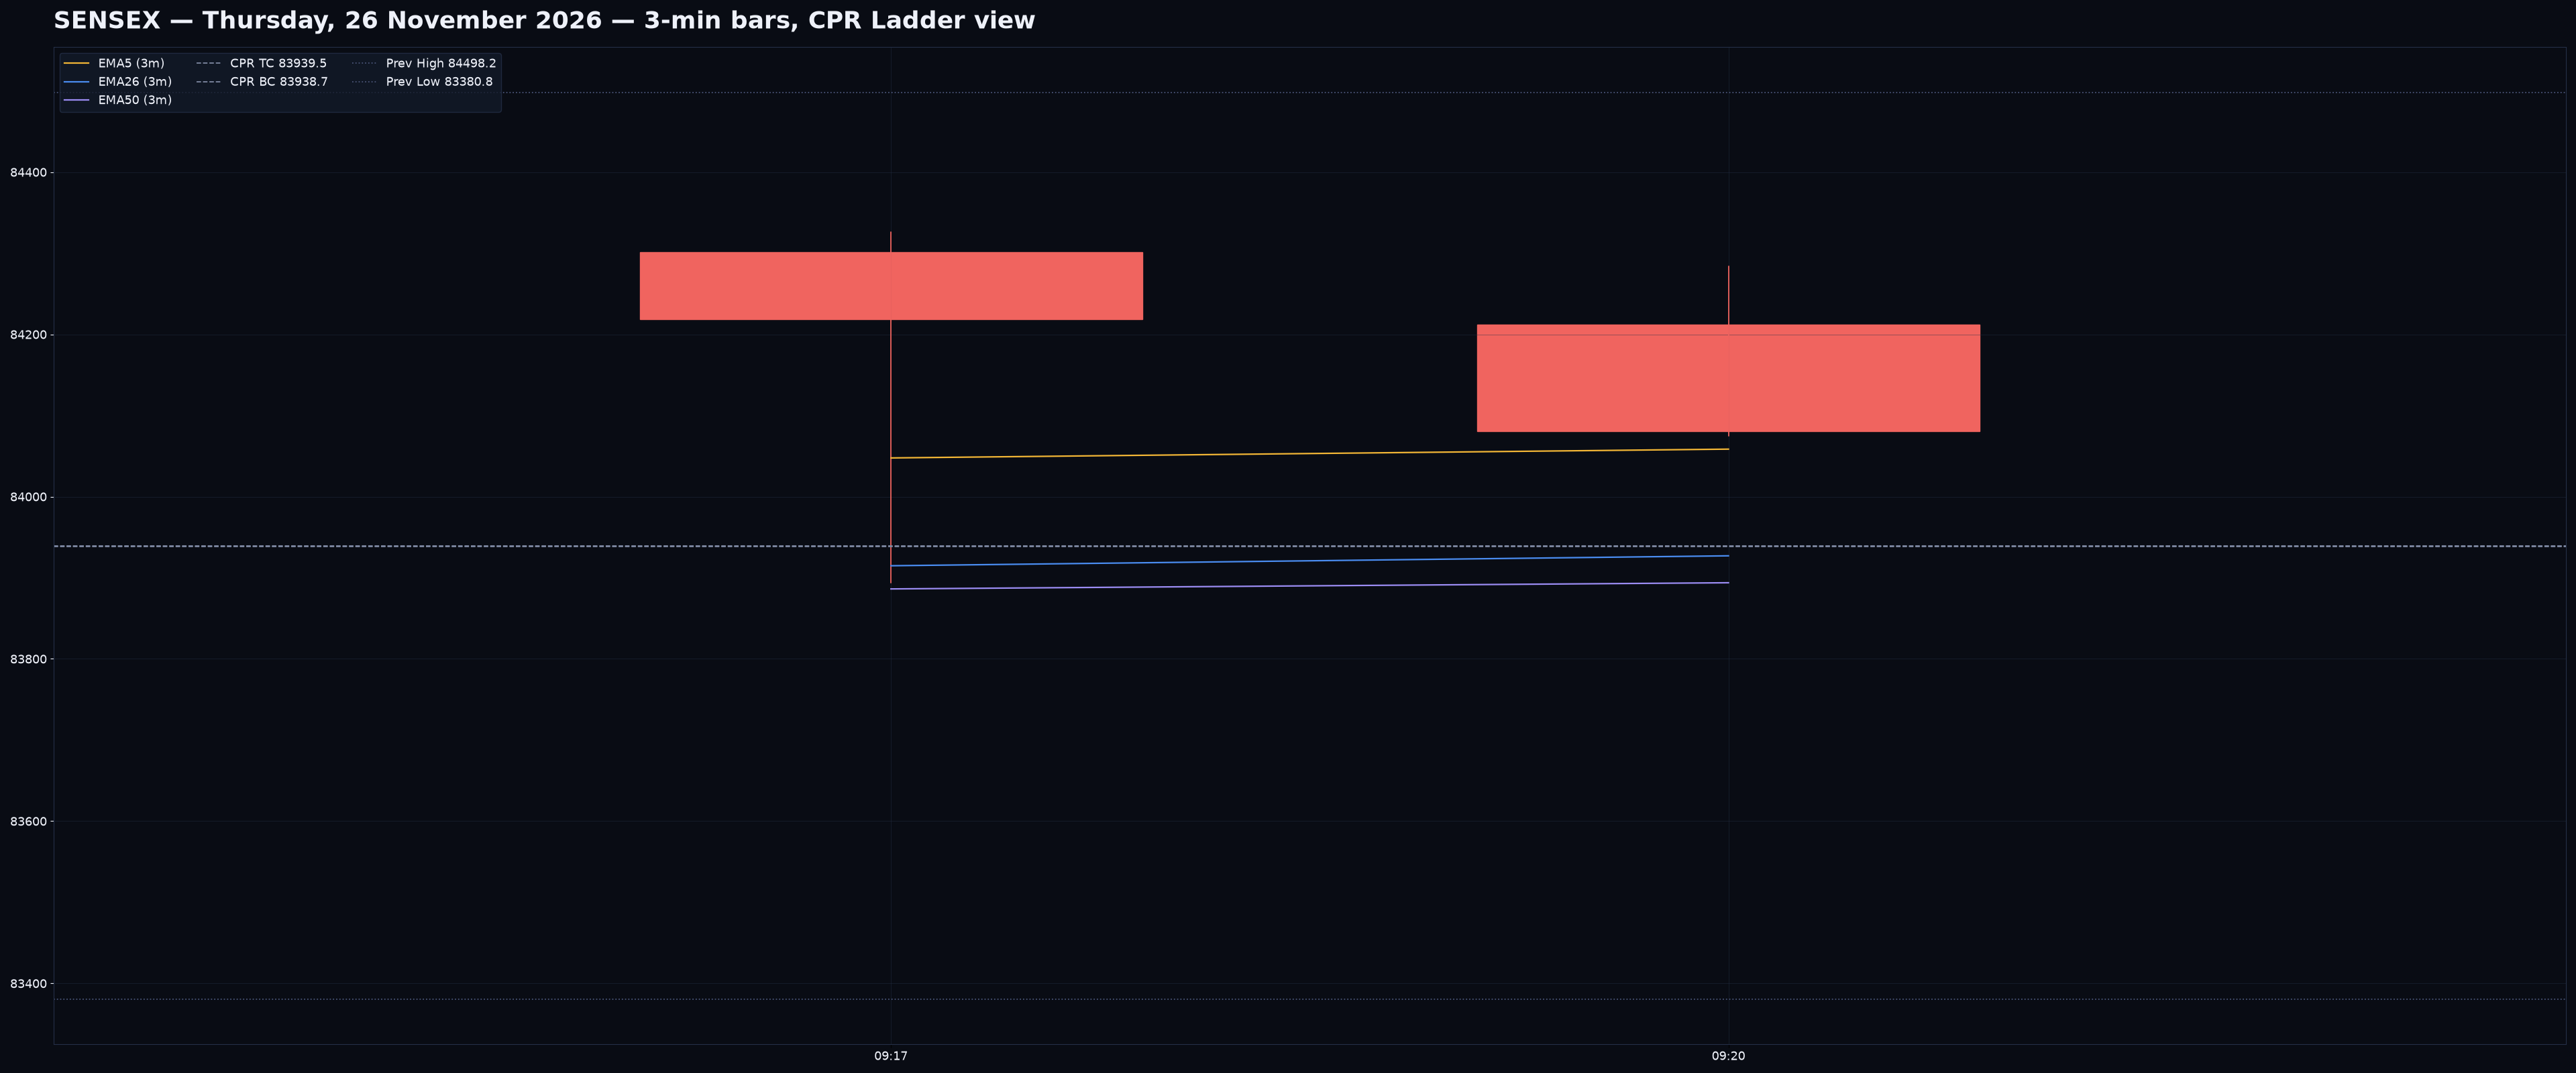 SENSEX — Thursday, 26 November 2026 — 3-min bars, CPR Ladder view
EMA5 (3m) CPR TC 83939.5 Prev High 84498.2
EMA26 (3m) CPR BC 83938.7 Prev Low 83380.8
EMA50 (3m)
84400
84200
84000
83800
83600
83400
09:17 09:20